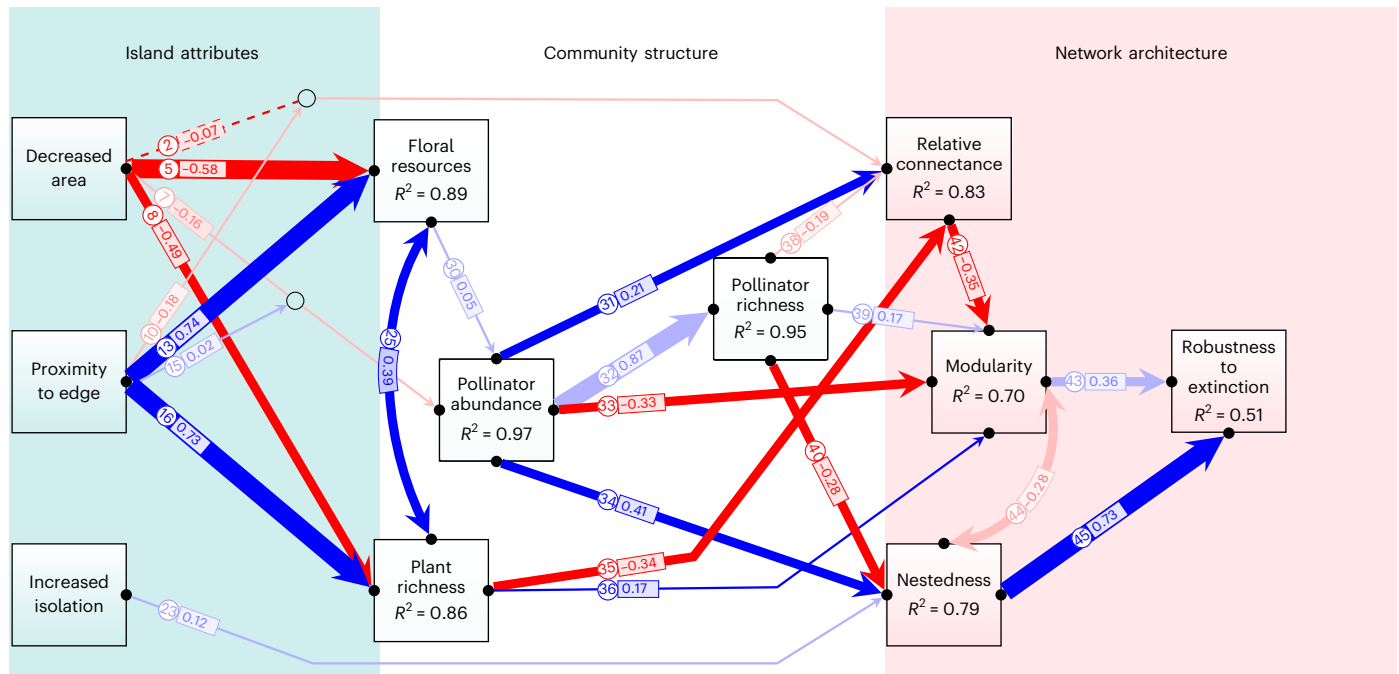 Island attributes
Community structure
Network architecture
Decreased
area
Proximity
to edge
Increased
isolation
2 −0.07
5 −0.58
7 −0.16
8 −0.49
10 −0.18
13 0.74
15 0.02
16 0.73
23 0.12
Floral
resources
R² = 0.89
25 0.39
30 0.05
Pollinator
abundance
R² = 0.97
Plant
richness
R² = 0.86
31 0.21
32 0.87
33 −0.33
34 0.41
35 −0.34
36 0.17
Pollinator
richness
R² = 0.95
38 −0.19
39 0.17
40 −0.28
Relative
connectance
R² = 0.83
42 −0.35
Modularity
R² = 0.70
43 0.36
44 −0.28
Nestedness
R² = 0.79
45 0.73
Robustness
to
extinction
R² = 0.51